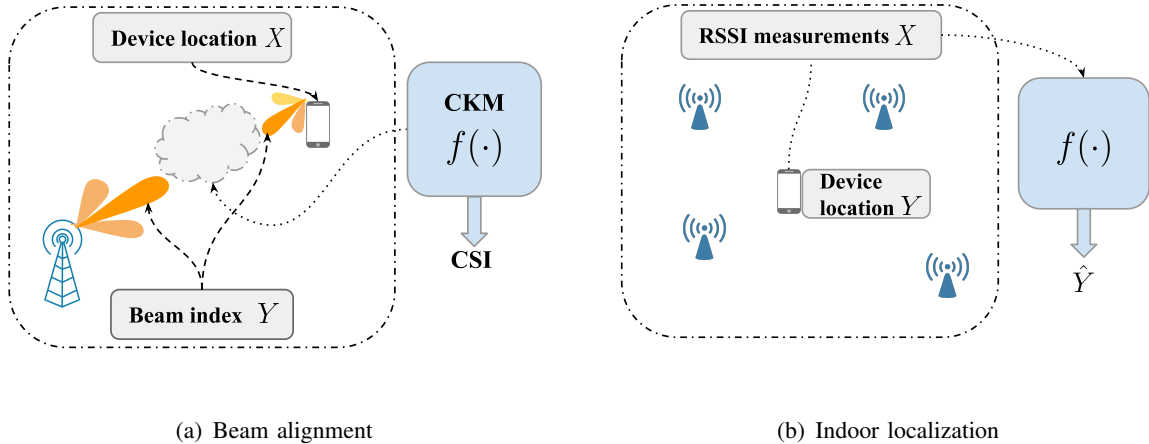 Device location X
CKM
f(·)
CSI
Beam index Y
(a) Beam alignment
RSSI measurements X
f(·)
Device
location Y
Ŷ
(b) Indoor localization